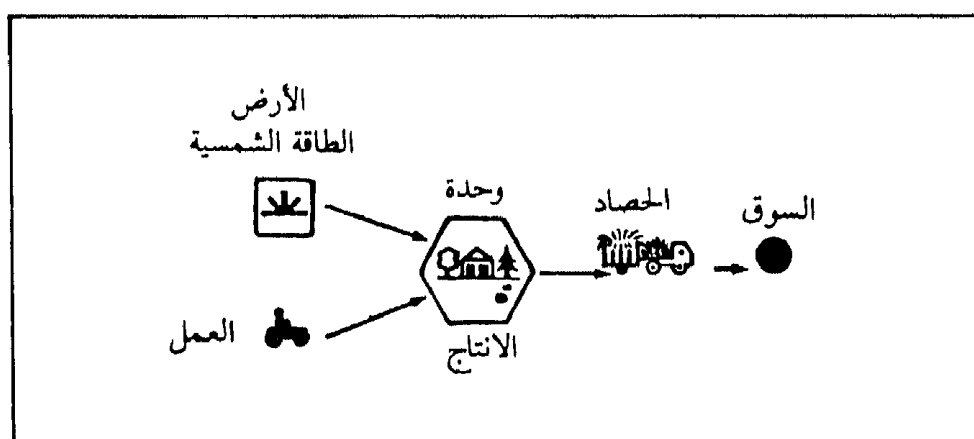 الأرض
الطاقة الشمسية
وحدة
الحصاد
السوق
العمل
الانتاج